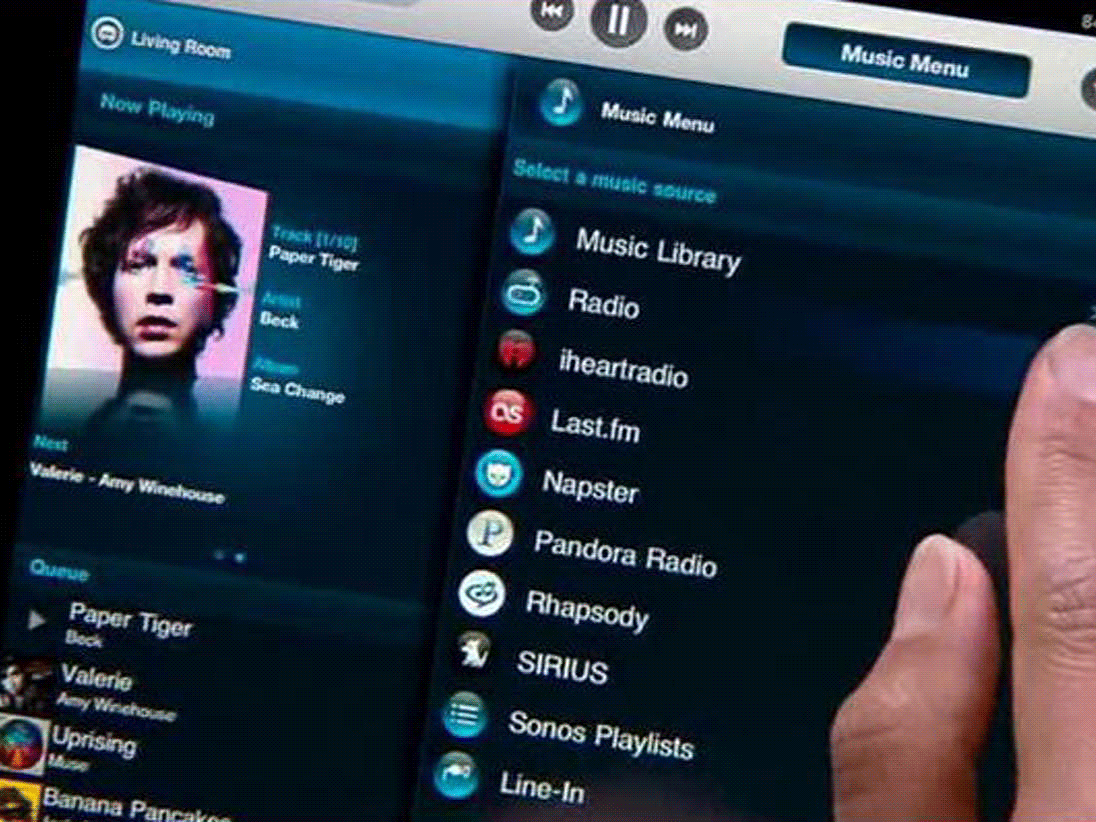 Living Room
Now Playing
Track [1/10]
Paper Tiger
Artist
Beck
Album
Sea Change
Next
Valerie - Amy Winehouse
Queue
Paper Tiger
Beck
Valerie
Amy Winehouse
Uprising
Muse
Banana Pancakes
Music Menu
Music Menu
Select a music source
Music Library
Radio
iheartradio
Last.fm
OS
Napster
P
Pandora Radio
Rhapsody
SIRIUS
Sonos Playlists
Line-In